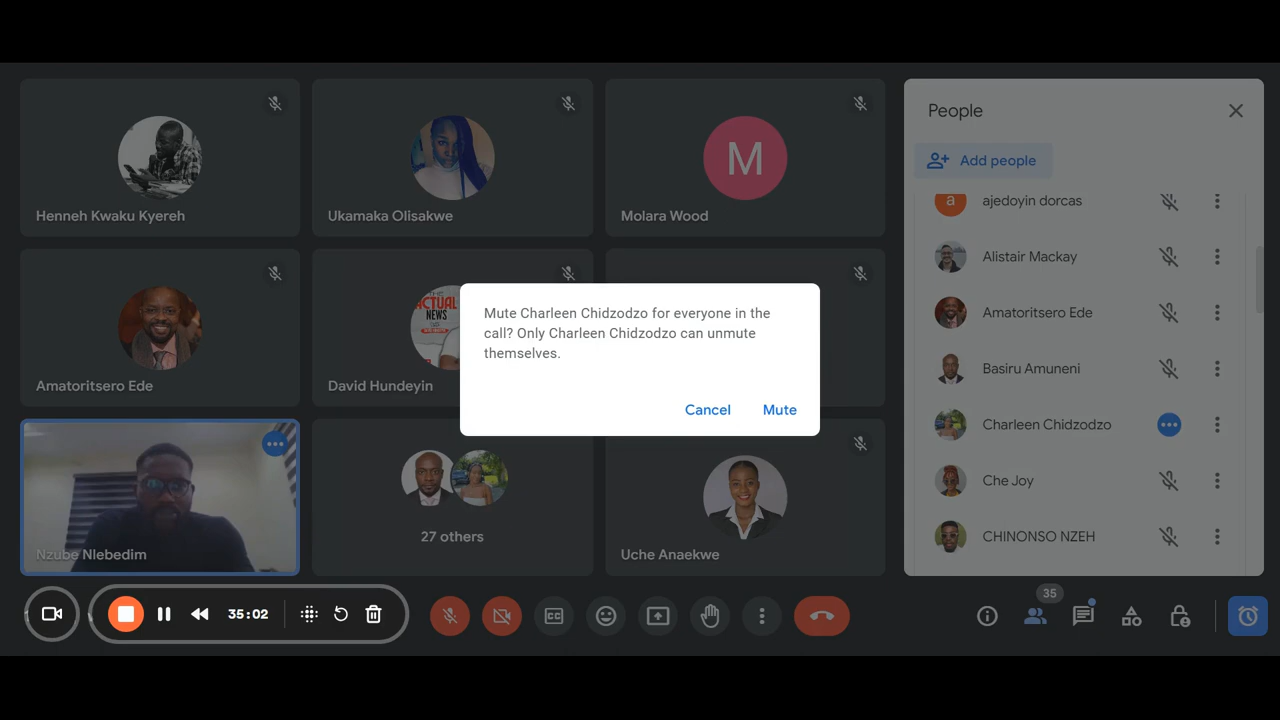 Henneh Kwaku Kyereh
Ukamaka Olisakwe
M
Molara Wood
Amatoritsero Ede
ACTUAL
NEWS
David Hundeyin
Nzube Nlebedim
27 others
Uche Anaekwe
Mute Charleen Chidzodzo for everyone in the
call? Only Charleen Chidzodzo can unmute
themselves.
Cancel
Mute
People
Add people
a
ajedoyin dorcas
Alistair Mackay
Amatoritsero Ede
Basiru Amuneni
Charleen Chidzodzo
Che Joy
CHINONSO NZEH
35:02
CC
35